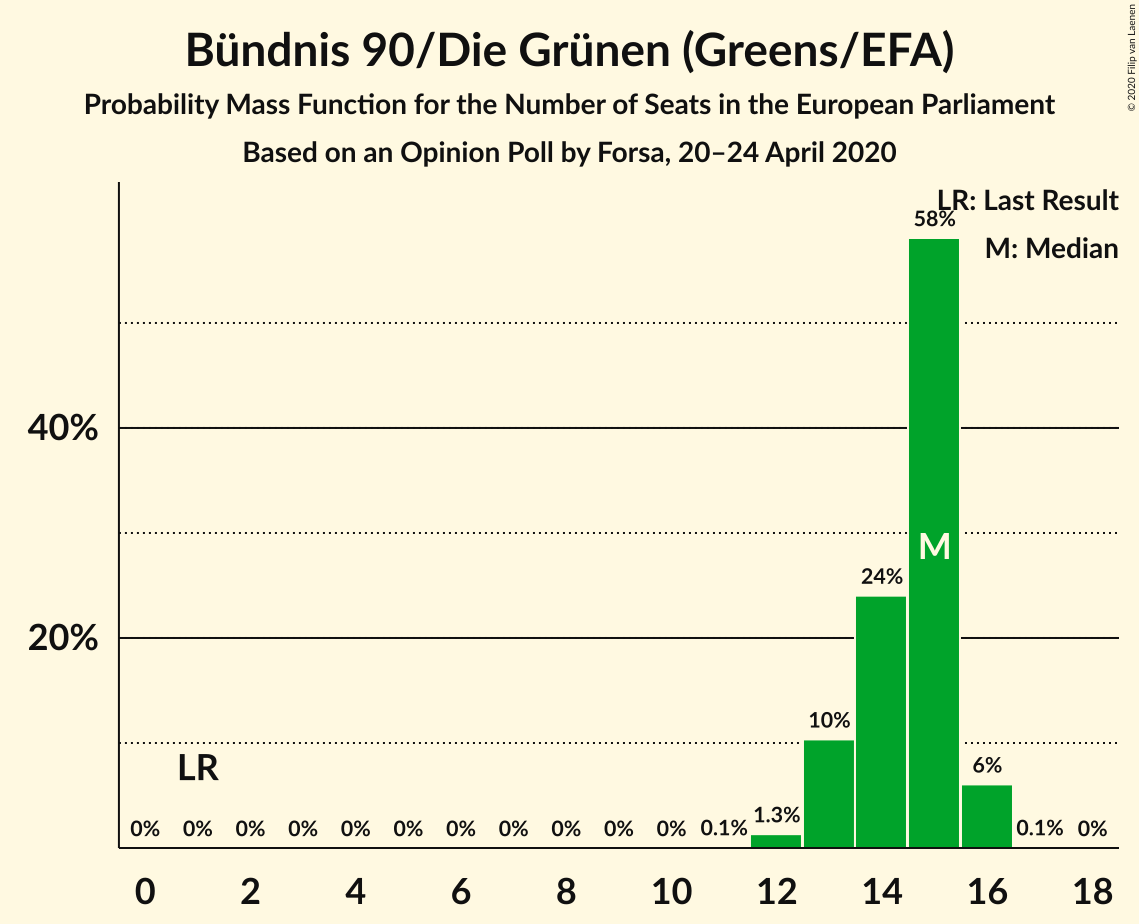 Bündnis 90/Die Grünen (Greens/EFA)
Probability Mass Function for the Number of Seats in the European Parliament
Based on an Opinion Poll by Forsa, 20–24 April 2020
© 2020 Filip van Laenen
LR: Last Result
M: Median
58%
40%
M
24%
20%
10%
LR
6%
0% 0% 0% 0% 0% 0% 0% 0% 0% 0% 0% 0.1% 1.3% 0.1% 0%
0 2 4 6 8 10 12 14 16 18